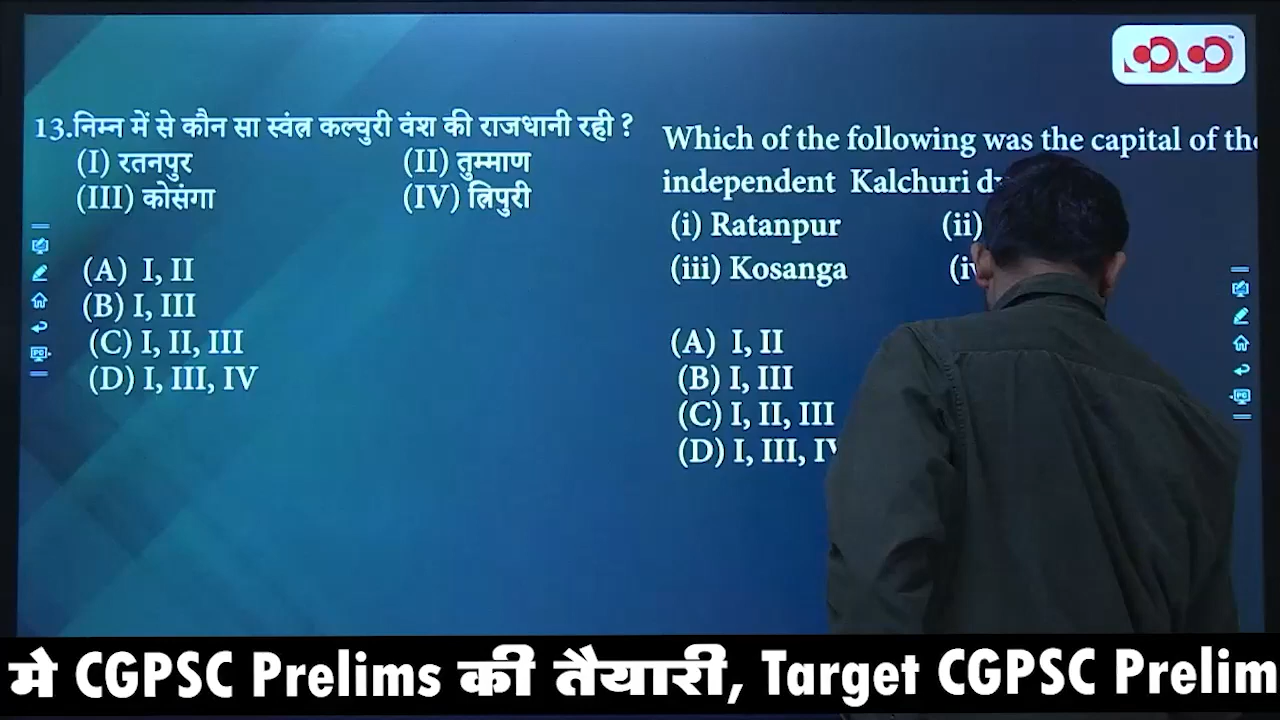 13.निम्न में से कौन सा स्वंत्र कल्चुरी वंश की राजधानी रही ?
(I) रतनपुर (II) तुम्माण
(III) कोसंगा (IV) त्रिपुरी
(A) I, II
(B) I, III
(C) I, II, III
(D) I, III, IV
Which of the following was the capital of the
independent Kalchuri
(i) Ratanpur (ii)
(iii) Kosanga
(A) I, II
(B) I, III
(C) I, II, III
(D) I, III,
मे CGPSC Prelims की तैयारी, Target CGPSC Prelim